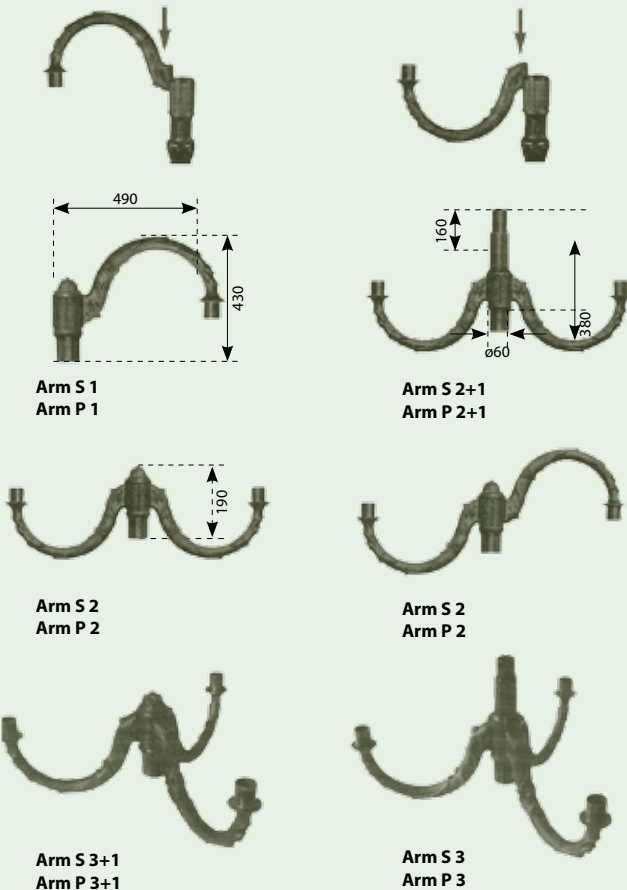 490
430
160
380
ø60
Arm S 1
Arm P 1
Arm S 2+1
Arm P 2+1
190
Arm S 2
Arm P 2
Arm S 2
Arm P 2
Arm S 3+1
Arm P 3+1
Arm S 3
Arm P 3